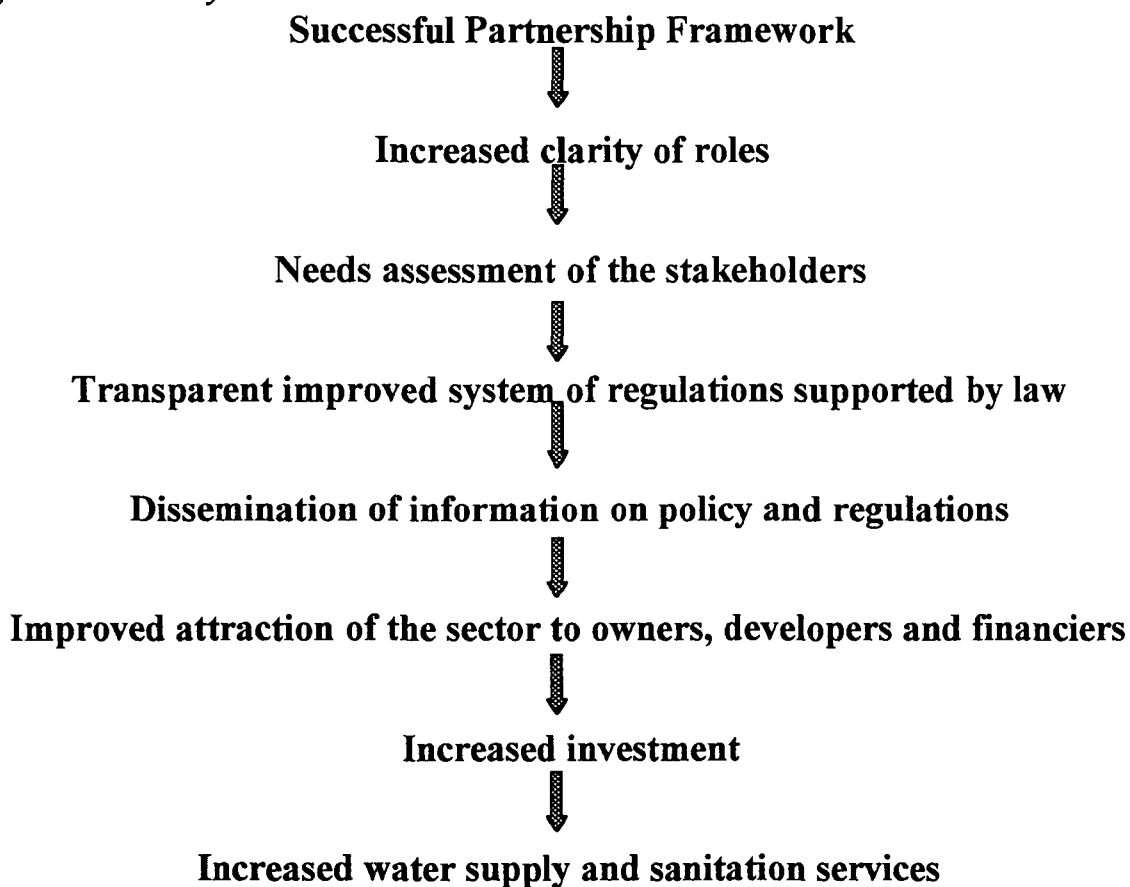 Successful Partnership Framework
Increased clarity of roles
Needs assessment of the stakeholders
Transparent improved system of regulations supported by law
Dissemination of information on policy and regulations
Improved attraction of the sector to owners, developers and financiers
Increased investment
Increased water supply and sanitation services